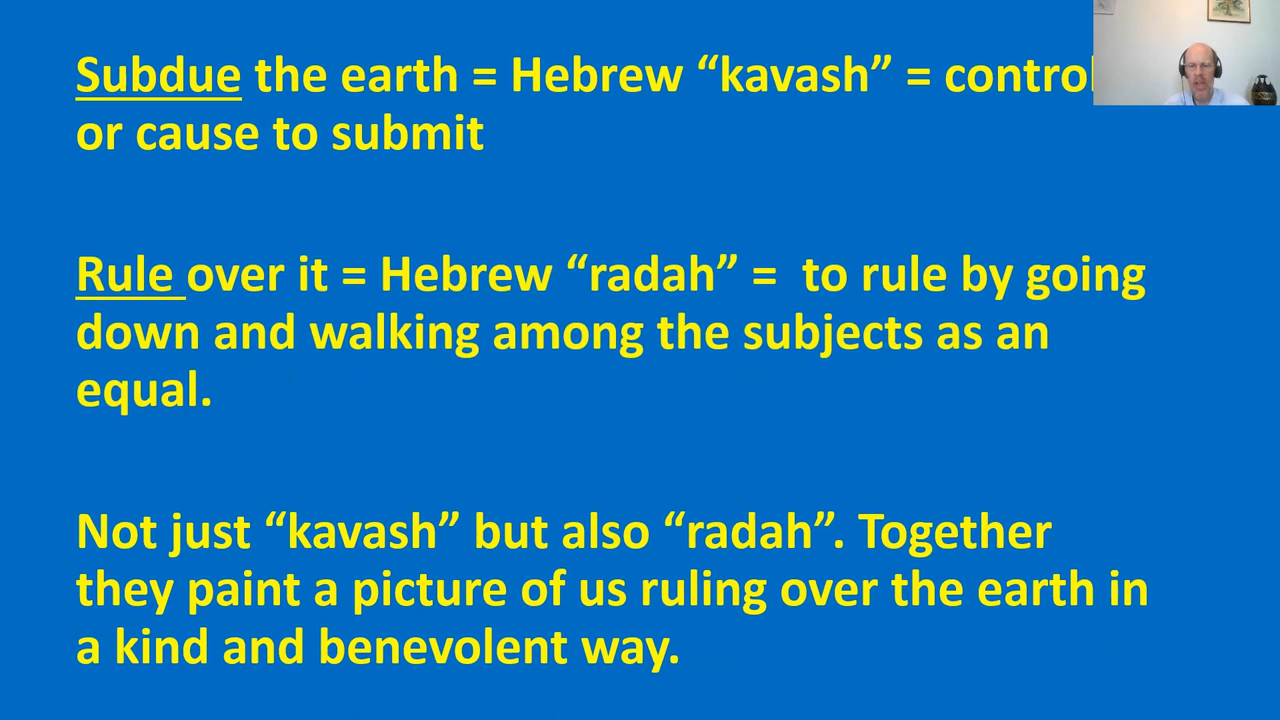 Subdue the earth = Hebrew “kavash” = control
or cause to submit
Rule over it = Hebrew “radah” =  to rule by going
down and walking among the subjects as an
equal.
Not just “kavash” but also “radah”. Together
they paint a picture of us ruling over the earth in
a kind and benevolent way.